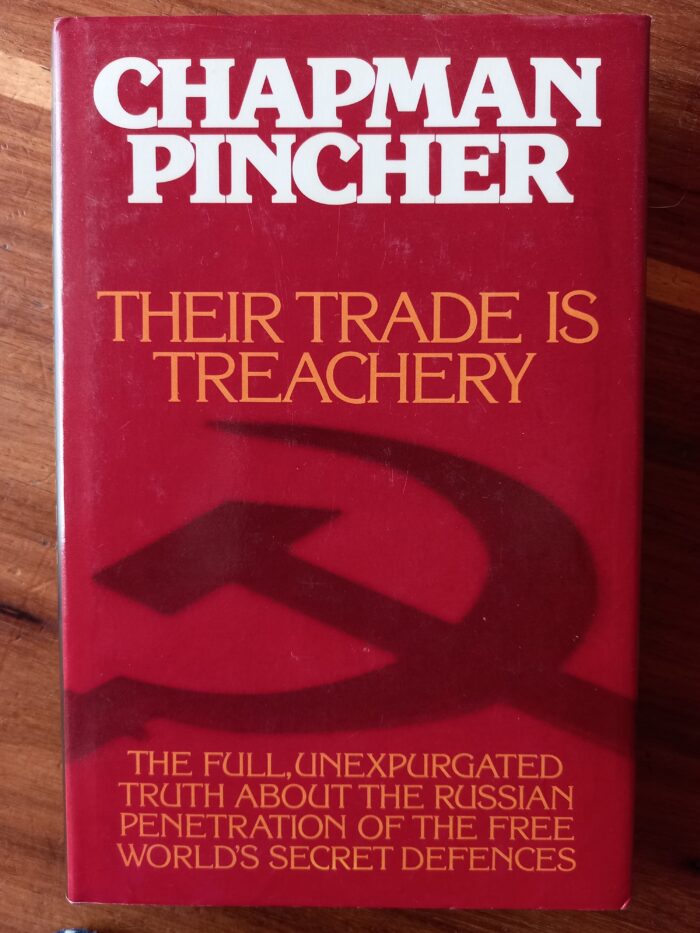 CHAPMAN
PINCHER
THEIR TRADE IS
TREACHERY
THE FULL, UNEXPURGATED
TRUTH ABOUT THE RUSSIAN
PENETRATION OF THE FREE
WORLD'S SECRET DEFENCES